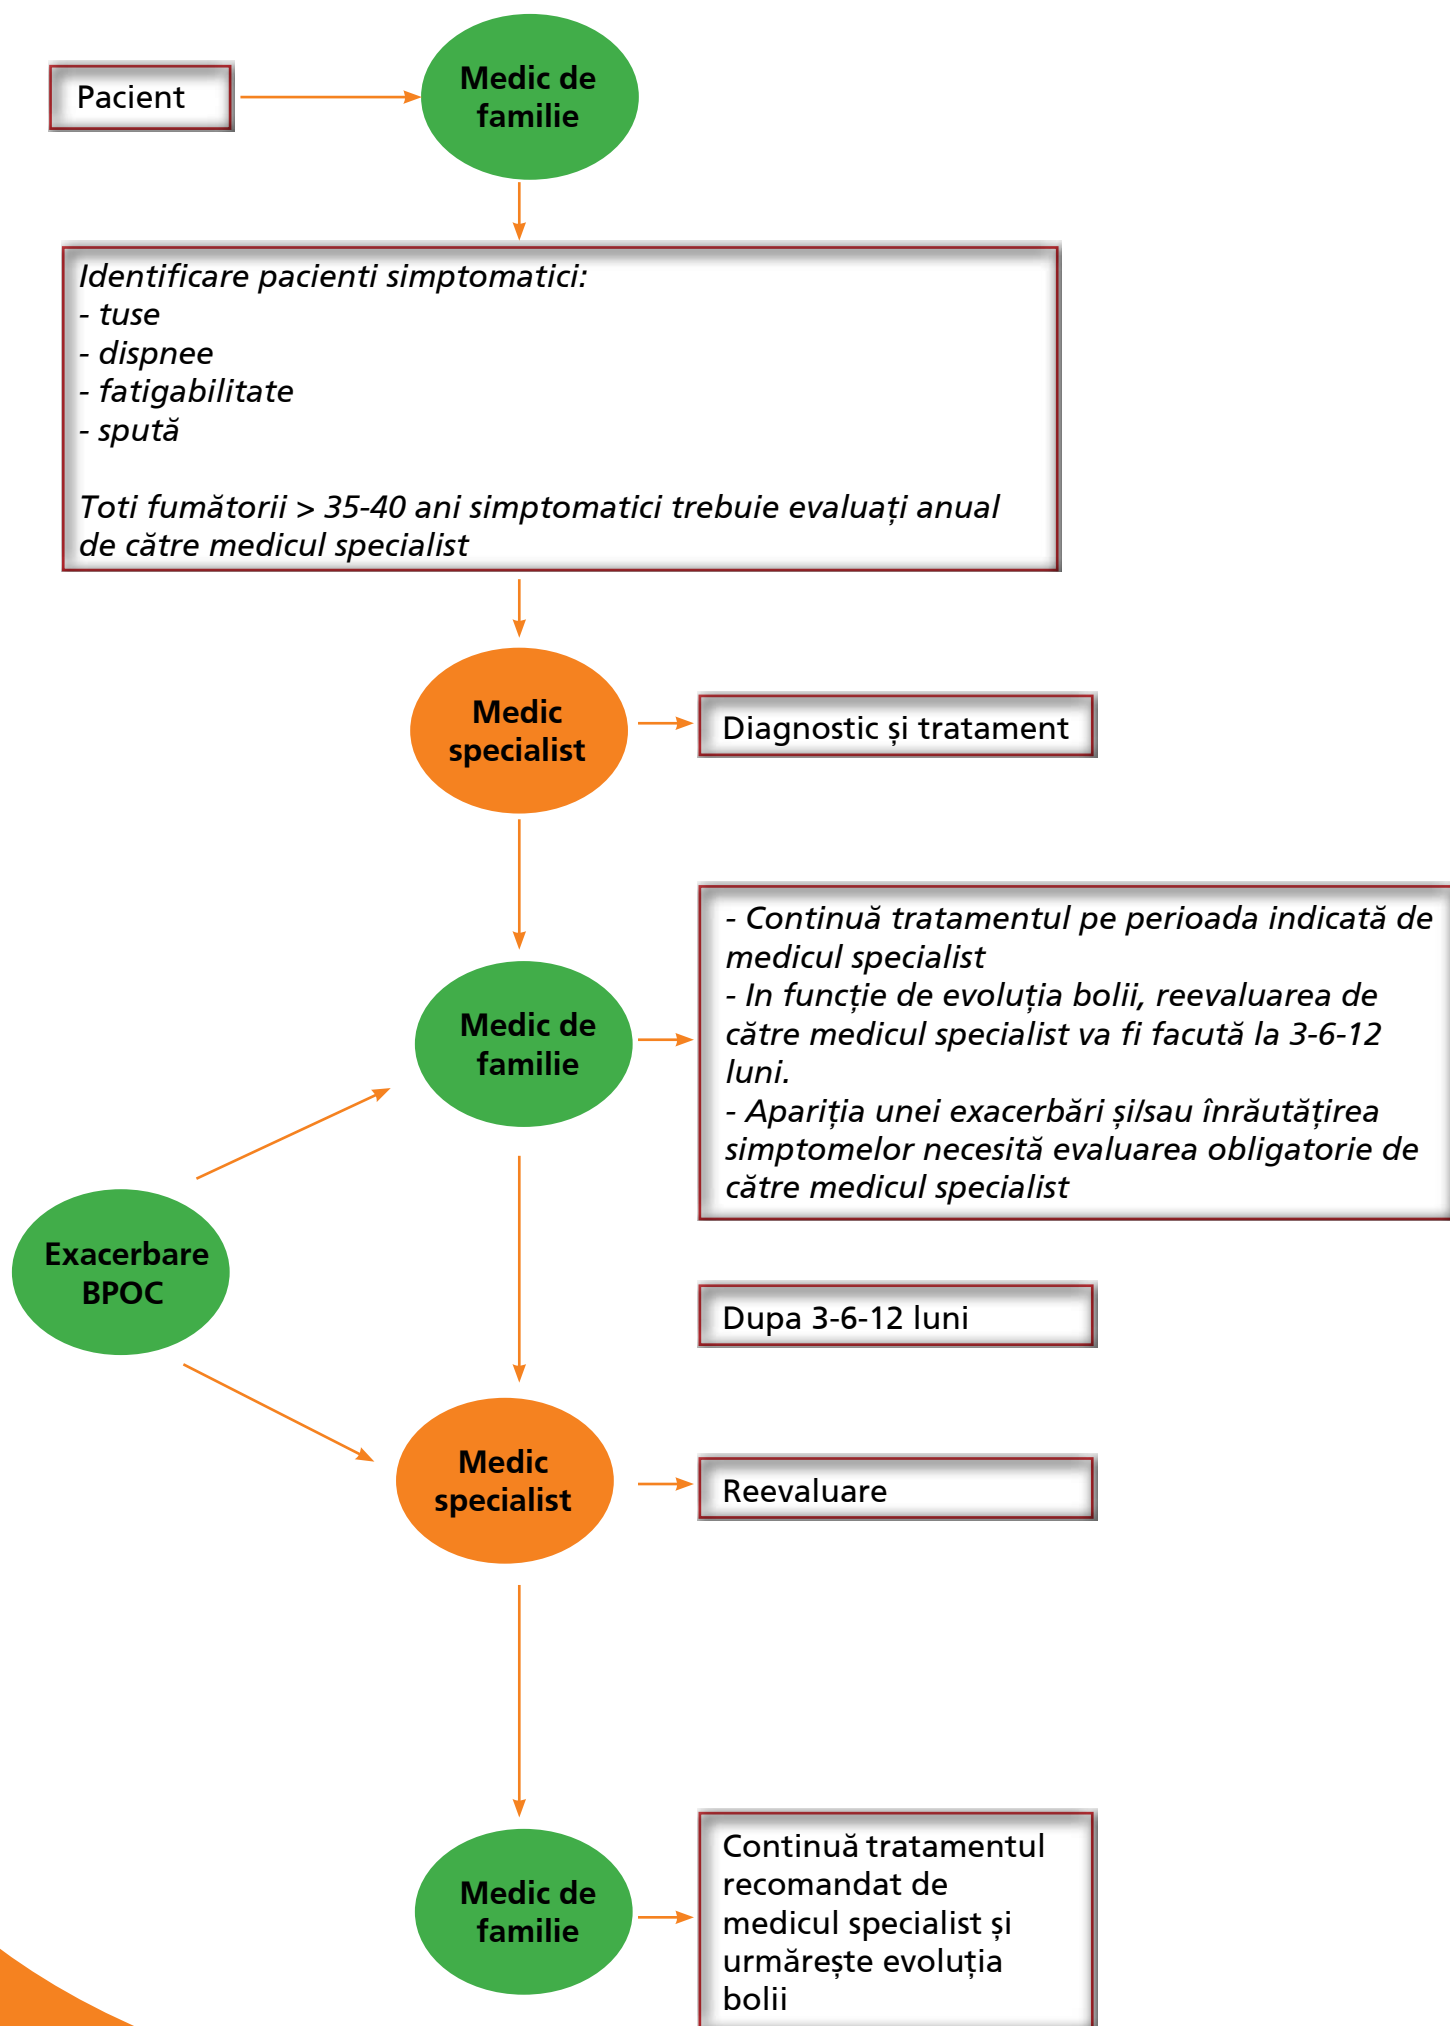 Pacient
Medic de
familie
Identificare pacienti simptomatici:
- tuse
- dispnee
- fatigabilitate
- spută
Toti fumătorii > 35-40 ani simptomatici trebuie evaluați anual
de către medicul specialist
Medic
specialist
Diagnostic și tratament
Medic de
familie
- Continuă tratamentul pe perioada indicată de
medicul specialist
- In funcție de evoluția bolii, reevaluarea de
către medicul specialist va fi facută la 3-6-12
luni.
- Apariția unei exacerbări și/sau înrăutățirea
simptomelor necesită evaluarea obligatorie de
către medicul specialist
Exacerbare
BPOC
Dupa 3-6-12 luni
Medic
specialist
Reevaluare
Medic de
familie
Continuă tratamentul
recomandat de
medicul specialist și
urmărește evoluția
bolii